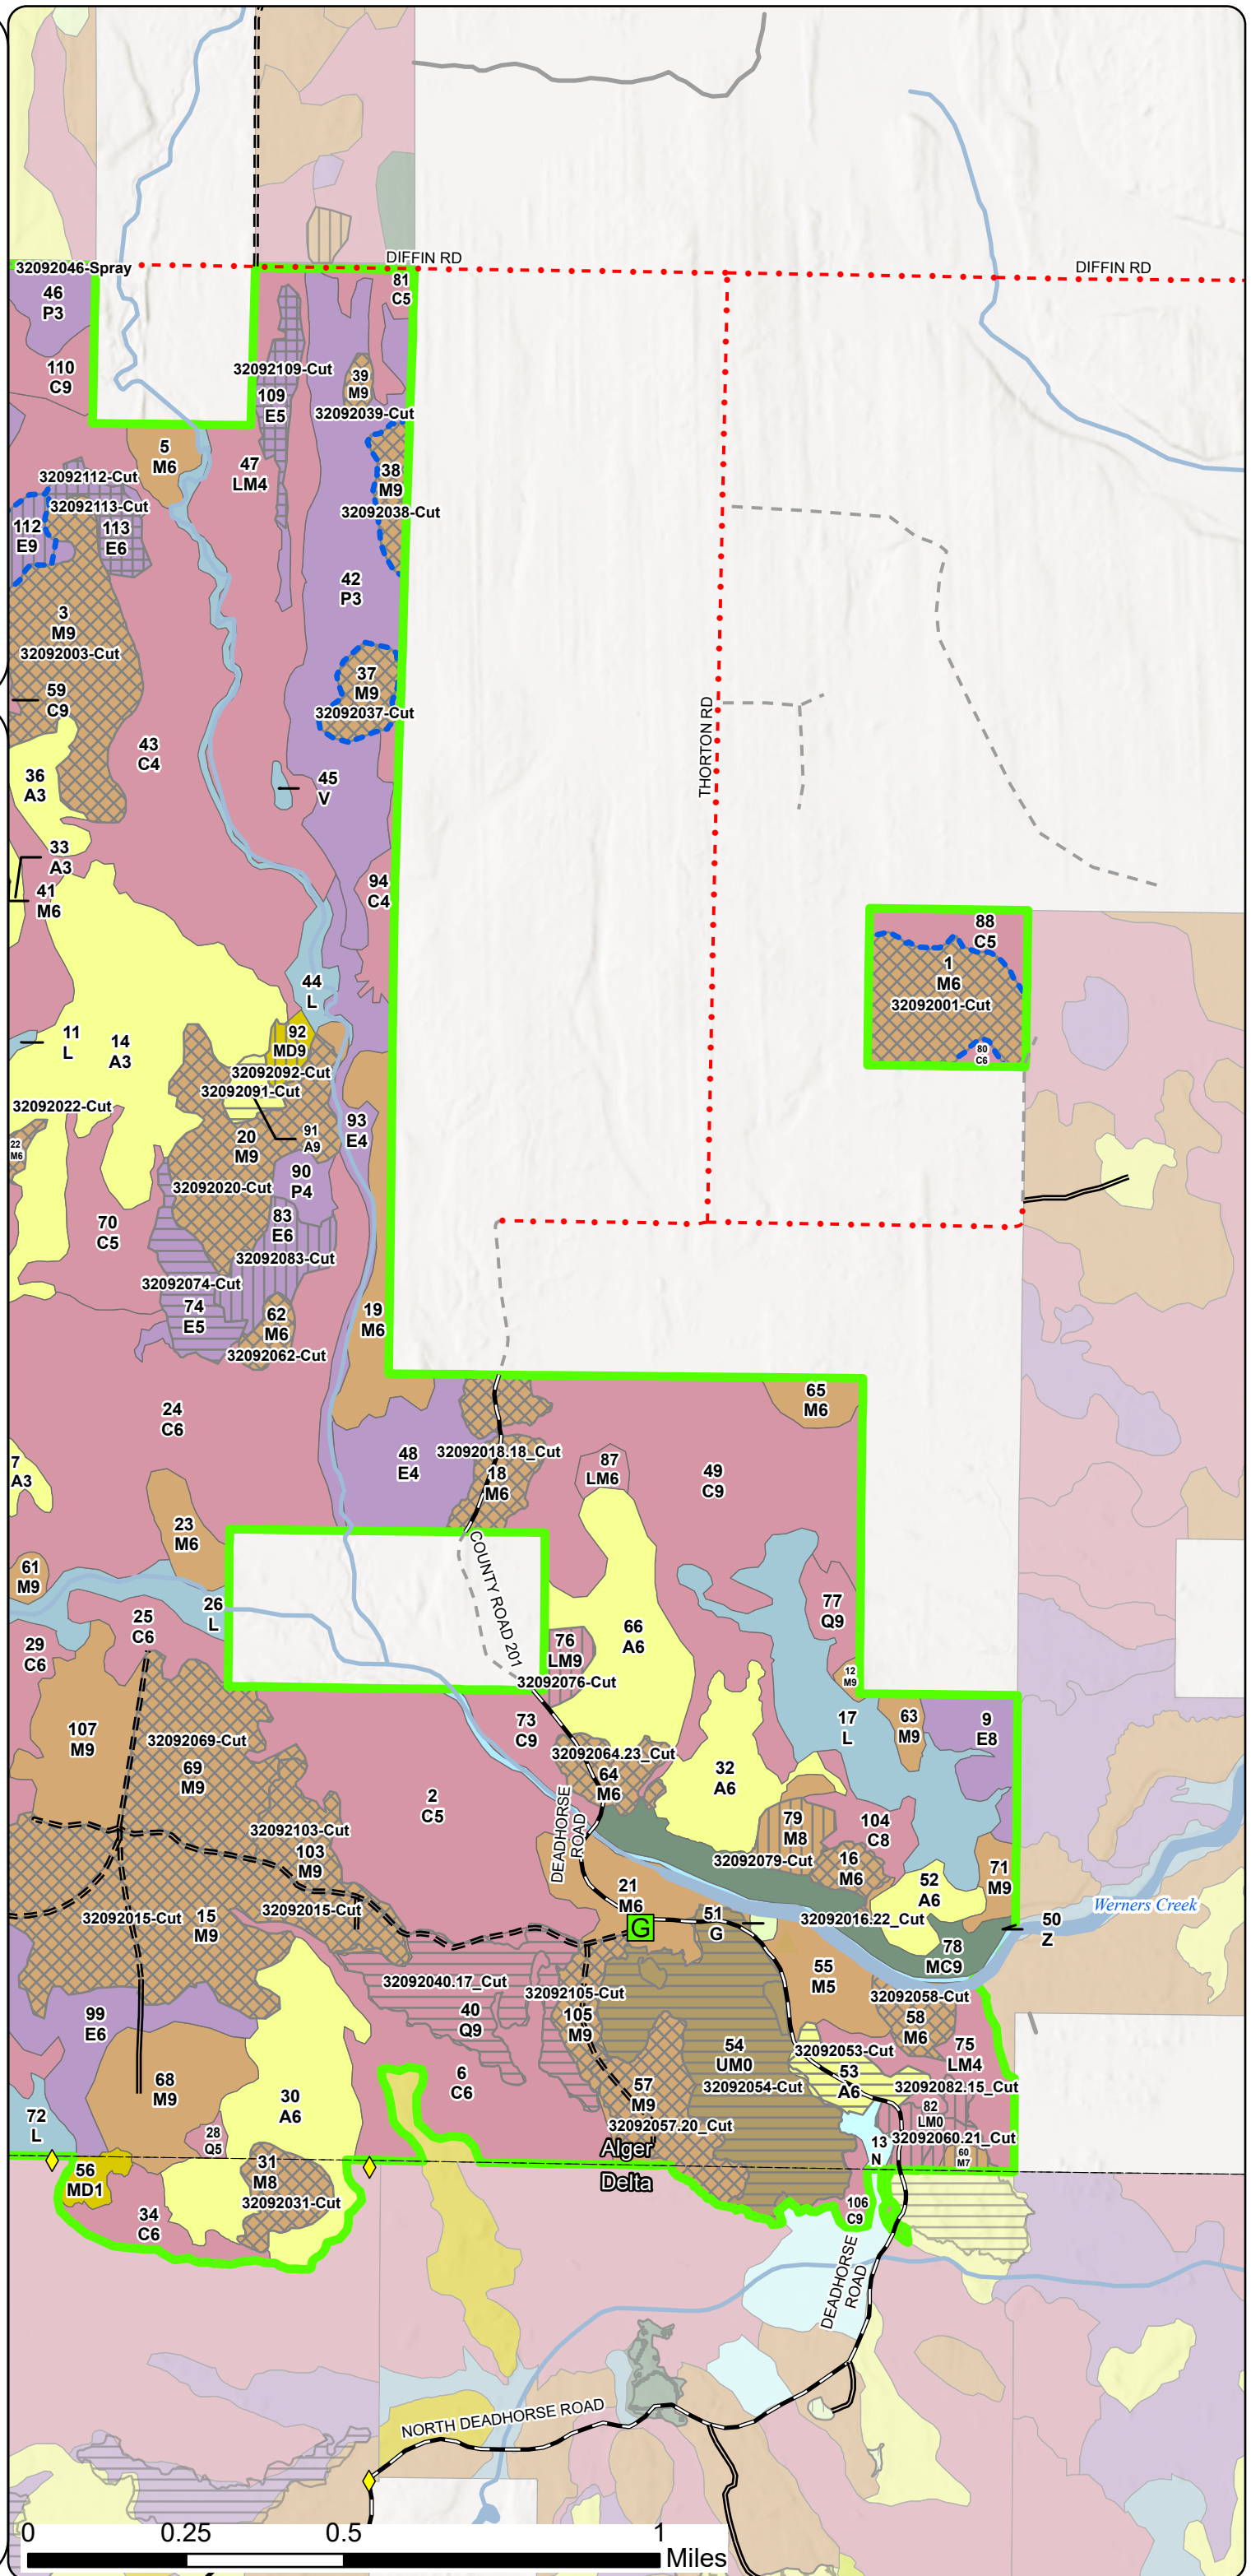 DIFFIN RD
DIFFIN RD
32092046-Spray
46
P3
81
C5
110
C9
32092109-Cut
109
E5
39
M9
32092039-Cut
5
M6
47
LM4
38
M9
32092038-Cut
32092112-Cut
32092113-Cut
112
E9
113
E6
42
P3
3
M9
32092003-Cut
59
C9
37
M9
32092037-Cut
THORTON RD
43
C4
36
A3
45
V
33
A3
41
M6
94
C4
88
C5
1
M6
32092001-Cut
80
C6
44
L
11
L
14
A3
92
MD9
32092092-Cut
32092091-Cut
32092022-Cut
22
M6
20
M9
91
A9
93
E4
90
P4
32092020-Cut
70
C5
83
E6
32092083-Cut
32092074-Cut
74
E5
62
M6
32092062-Cut
19
M6
65
M6
24
C6
48
E4
32092018.18_Cut
18
M6
87
LM6
49
C9
7
A3
23
M6
COUNTY ROAD 201
61
M9
26
L
25
C6
29
C6
77
Q9
66
A6
76
LM9
32092076-Cut
12
M9
107
M9
32092069-Cut
69
M9
73
C9
17
L
63
M9
9
E8
32092064.23_Cut
64
M6
32
A6
2
C5
DEADHORSE
ROAD
32092103-Cut
103
M9
79
M8
104
C8
32092079-Cut
16
M6
52
A6
71
M9
21
M6
32092015-Cut
32092015-Cut
15
M9
G
51
G
32092016.22_Cut
Werners Creek
50
Z
78
MC9
55
M5
32092040.17_Cut
40
Q9
32092105-Cut
105
M9
32092058-Cut
58
M6
99
E6
54
UM0
32092054-Cut
32092053-Cut
53
A6
75
LM4
32092082.15_Cut
82
LM0
6
C6
57
M9
32092057.20_Cut
68
M9
30
A6
72
L
28
Q5
13
N
32092060.21_Cut
60
M7
Alger
Delta
56
MD1
31
M8
32092031-Cut
34
C6
106
C9
DEADHORSE
ROAD
NORTH DEADHORSE ROAD
0 0.25 0.5 1
Miles